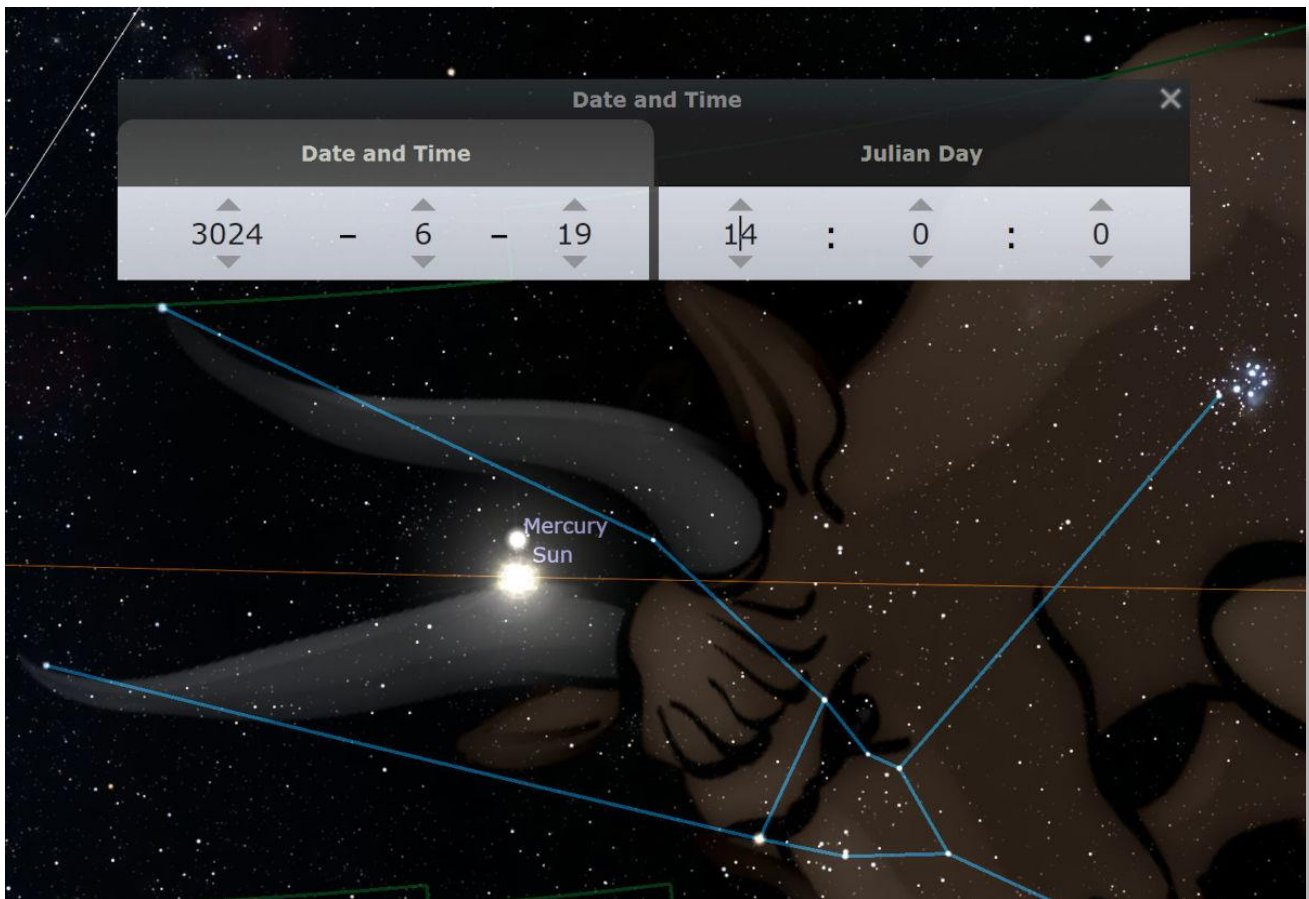 Date and Time
Date and Time Julian Day
3024 – 6 – 19 14 : 0 : 0
Mercury
Sun